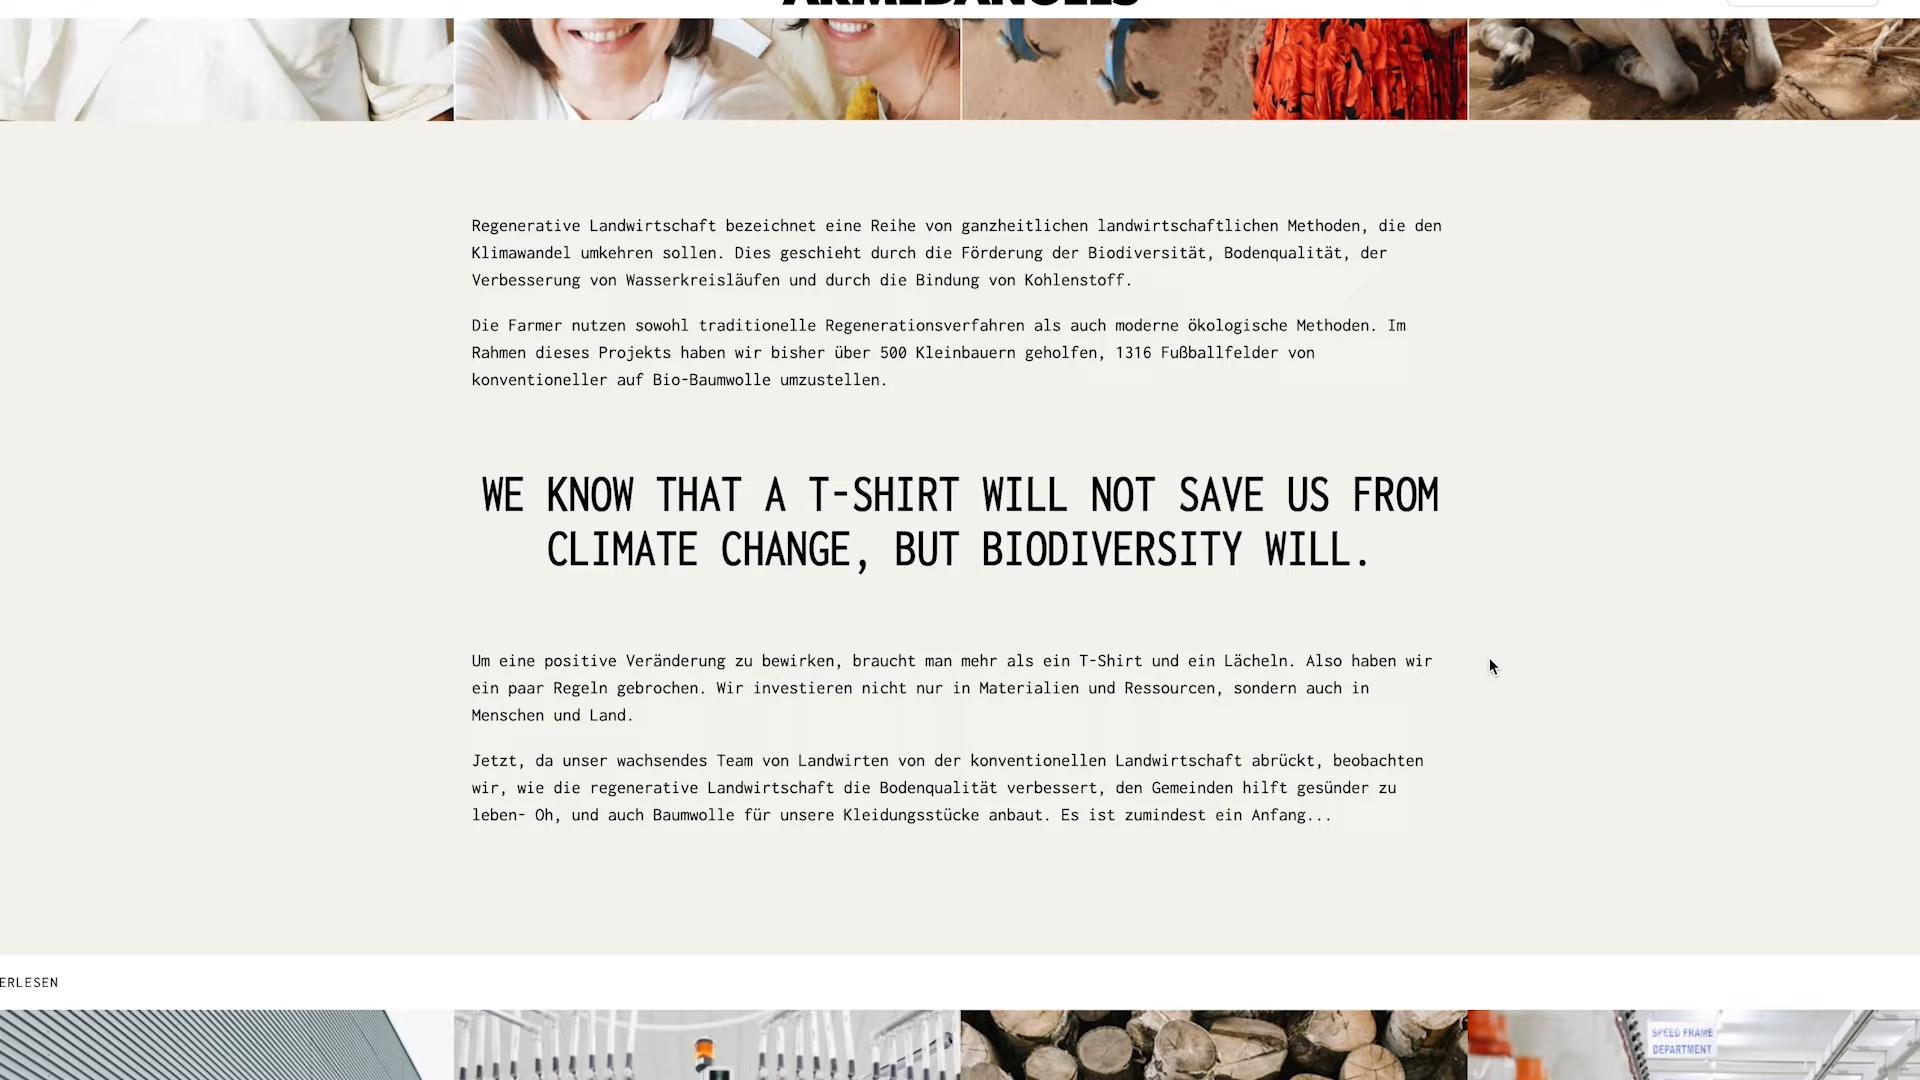 ARMEDANGELS
Regenerative Landwirtschaft bezeichnet eine Reihe von ganzheitlichen landwirtschaftlichen Methoden, die den
Klimawandel umkehren sollen. Dies geschieht durch die Förderung der Biodiversität, Bodenqualität, der
Verbesserung von Wasserkreisläufen und durch die Bindung von Kohlenstoff.
Die Farmer nutzen sowohl traditionelle Regenerationsverfahren als auch moderne ökologische Methoden. Im
Rahmen dieses Projekts haben wir bisher über 500 Kleinbauern geholfen, 1316 Fußballfelder von
konventioneller auf Bio-Baumwolle umzustellen.
WE KNOW THAT A T-SHIRT WILL NOT SAVE US FROM
CLIMATE CHANGE, BUT BIODIVERSITY WILL.
Um eine positive Veränderung zu bewirken, braucht man mehr als ein T-Shirt und ein Lächeln. Also haben wir
ein paar Regeln gebrochen. Wir investieren nicht nur in Materialien und Ressourcen, sondern auch in
Menschen und Land.
Jetzt, da unser wachsendes Team von Landwirten von der konventionellen Landwirtschaft abrückt, beobachten
wir, wie die regenerative Landwirtschaft die Bodenqualität verbessert, den Gemeinden hilft gesünder zu
leben- Oh, und auch Baumwolle für unsere Kleidungsstücke anbaut. Es ist zumindest ein Anfang...
ERLESEN
SPEED FRAME
DEPARTMENT